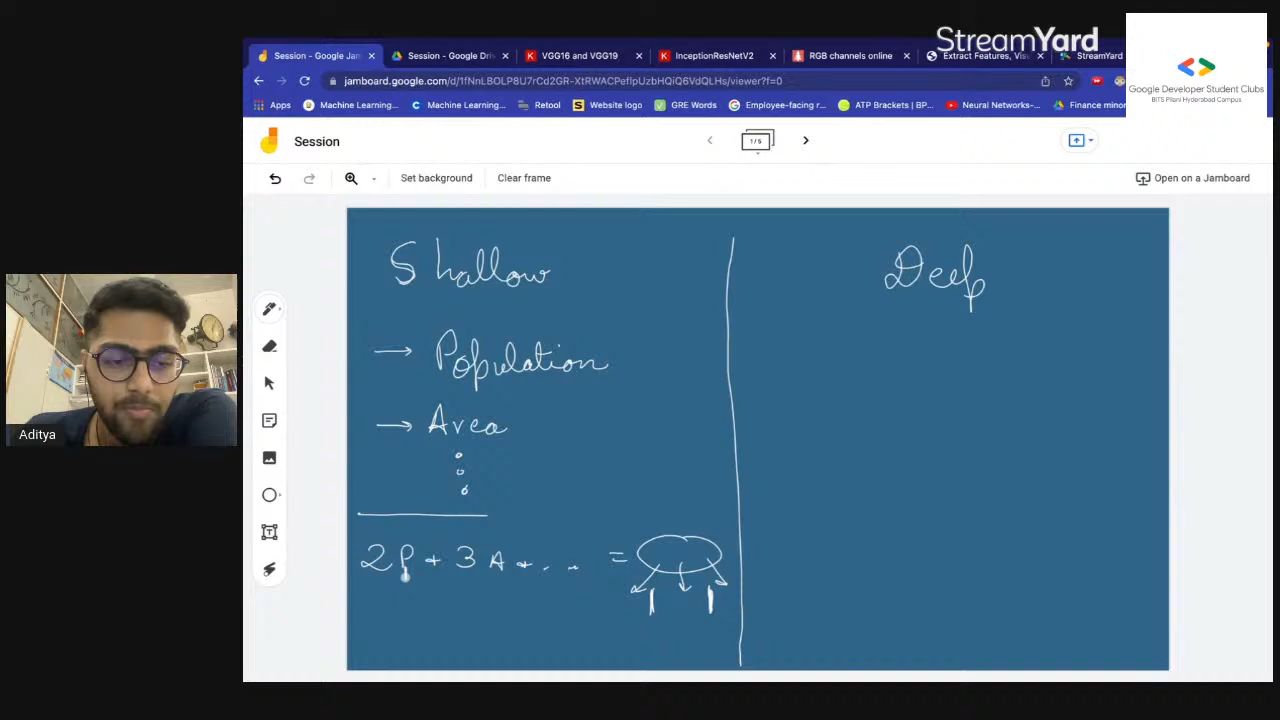 StreamYard
Google Developer Student Clubs
BITS Pilani Hyderabad Campus
Session - Google Jam
Session - Google Dri
VGG16 and VGG19
InceptionResNetV2
RGB channels online
Extract Features, Vis
StreamYard
jamboard.google.com/d/1fNnLBOLP8U7rCd2GR-XtRWACPefIpUzbHQiQ6VdQLHs/viewer?f=0
Apps
Machine Learning...
Machine Learning...
Retool
Website logo
GRE Words
Employee-facing r...
ATP Brackets | BP...
Neural Networks-...
Finance minor
Session
1/5
Set background
Clear frame
Open on a Jamboard
Shallow
Deep
→ Population
→ Area
2P + 3A + . . . =
Aditya